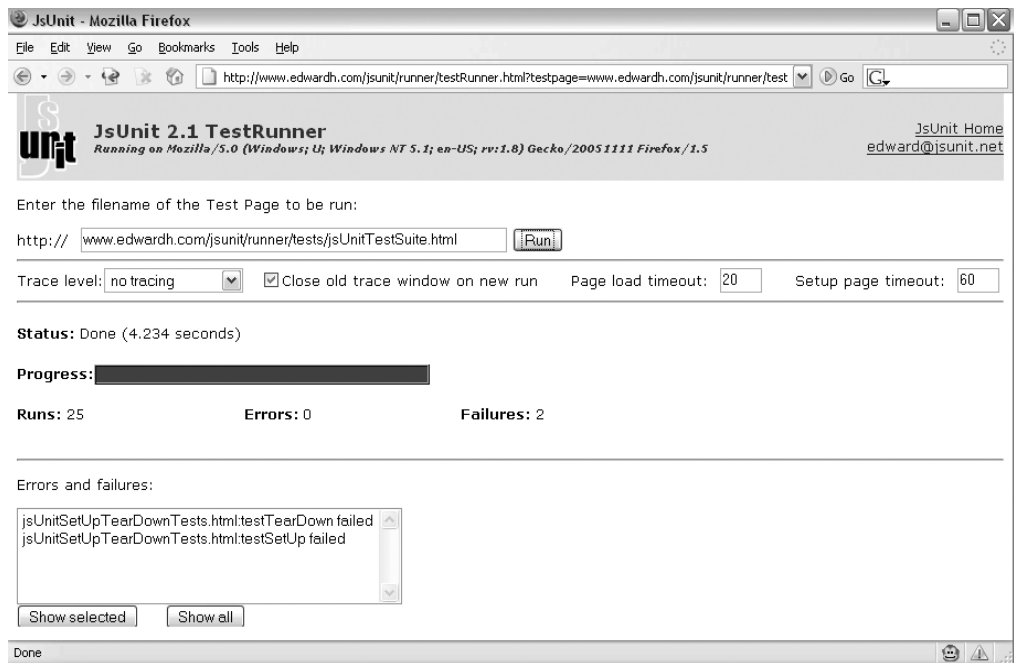 JsUnit - Mozilla Firefox
File Edit View Go Bookmarks Tools Help
http://www.edwardh.com/jsunit/runner/testRunner.html?testpage=www.edwardh.com/jsunit/runner/test Go G
JsUnit JsUnit 2.1 TestRunner JsUnit Home
Running on Mozilla/5.0 (Windows; U; Windows NT 5.1; en-US; rv:1.8) Gecko/20051111 Firefox/1.5 edward@jsunit.net
Enter the filename of the Test Page to be run:
http:// www.edwardh.com/jsunit/runner/tests/jsUnitTestSuite.html Run
Trace level: no tracing Close old trace window on new run Page load timeout: 20 Setup page timeout: 60
Status: Done (4.234 seconds)
Progress:
Runs: 25 Errors: 0 Failures: 2
Errors and failures:
jsUnitSetUpTearDownTests.html:testTearDown failed
jsUnitSetUpTearDownTests.html:testSetUp failed
Show selected Show all
Done